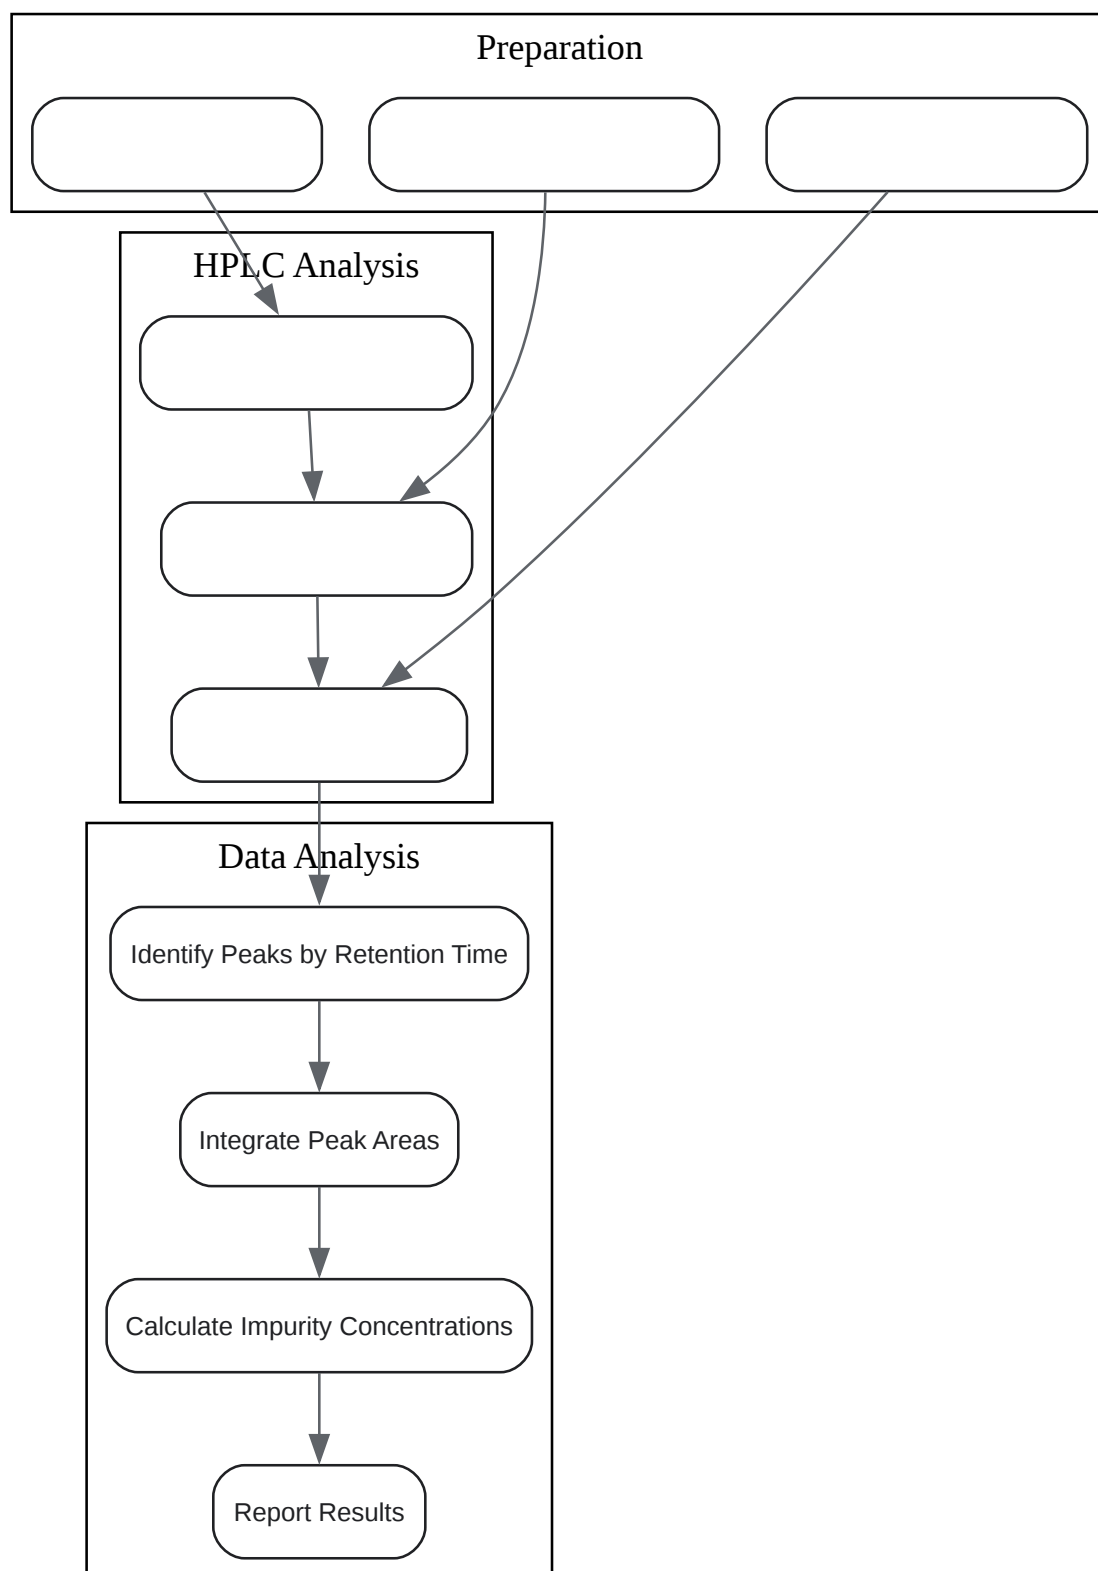 Preparation
HPLC Analysis
Data Analysis
Identify Peaks by Retention Time
Integrate Peak Areas
Calculate Impurity Concentrations
Report Results